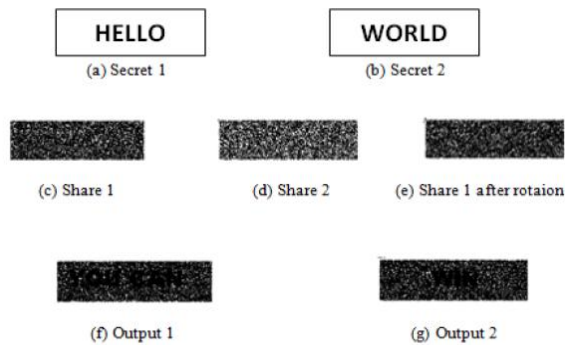 HELLO
WORLD
(a) Secret 1
(b) Secret 2
(c) Share 1
(d) Share 2
(e) Share 1 after rotaion
(f) Output 1
(g) Output 2